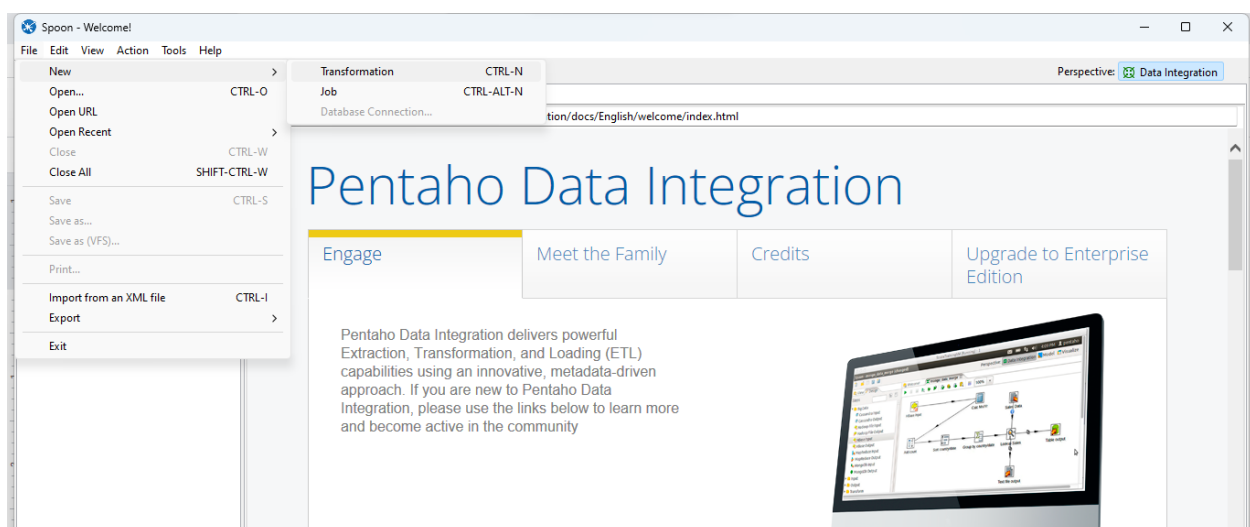 Spoon - Welcome!
File Edit View Action Tools Help
New >
Open... CTRL-O
Open URL
Open Recent >
Close CTRL-W
Close All SHIFT-CTRL-W
Save CTRL-S
Save as...
Save as (VFS)...
Print...
Import from an XML file CTRL-I
Export >
Exit
Transformation CTRL-N
Job CTRL-ALT-N
Database Connection...
Perspective: Data Integration
tion/docs/English/welcome/index.html
Pentaho Data Integration
Engage
Meet the Family
Credits
Upgrade to Enterprise
Edition
Pentaho Data Integration delivers powerful
Extraction, Transformation, and Loading (ETL)
capabilities using an innovative, metadata-driven
approach. If you are new to Pentaho Data
Integration, please use the links below to learn more
and become active in the community